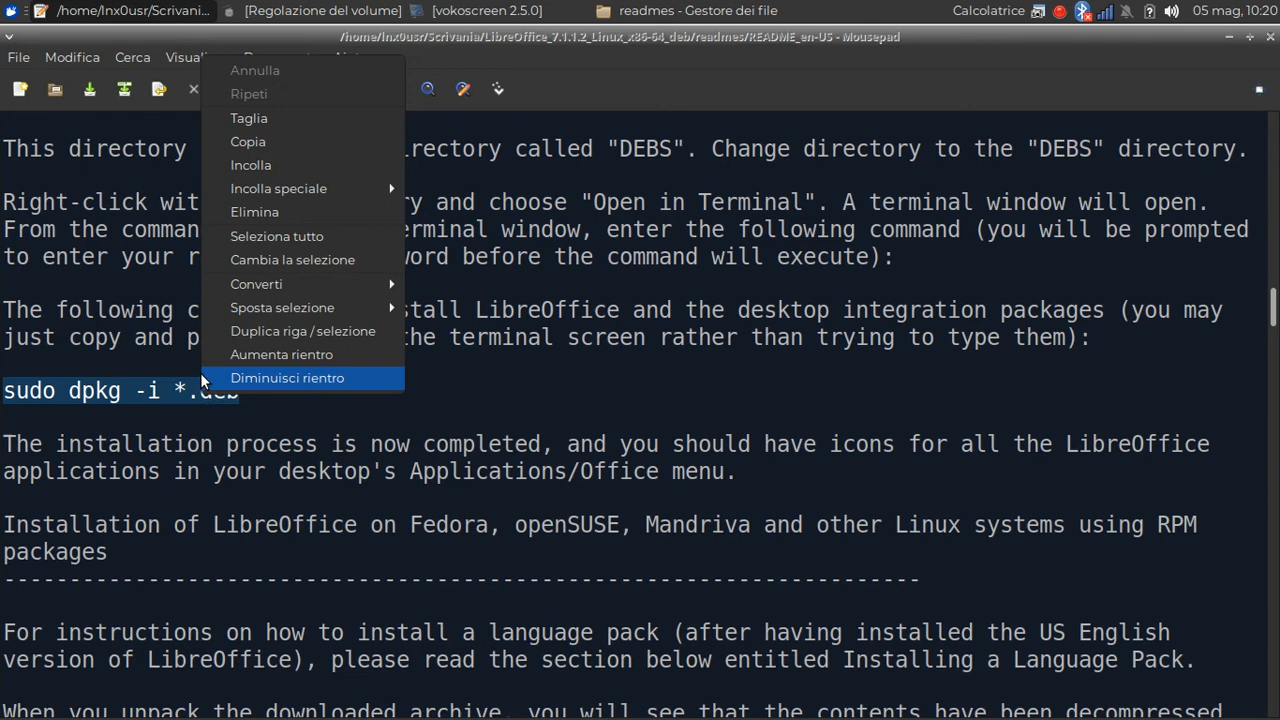 /home/lnx0usr/Scrivani... [Regolazione del volume] [vokoscreen 2.5.0] readmes - Gestore dei file Calcolatrice 05 mag, 10:20
/home/lnx0usr/Scrivania/LibreOffice_7.1.1.2_Linux_x86-64_deb/readmes/README_en-US - Mousepad
File Modifica Cerca
Annulla
Ripeti
Taglia
Copia
Incolla
Incolla speciale
Elimina
Seleziona tutto
Cambia la selezione
Converti
Sposta selezione
Duplica riga / selezione
Aumenta rientro
Diminuisci rientro
This directory called "DEBS". Change directory to the "DEBS" directory.
Right-click and choose "Open in Terminal". A terminal window will open.
From the window, enter the following command (you will be prompted
to enter your before the command will execute):
The following LibreOffice and the desktop integration packages (you may
just copy and the terminal screen rather than trying to type them):
sudo dpkg -i *.deb
The installation process is now completed, and you should have icons for all the LibreOffice
applications in your desktop's Applications/Office menu.
Installation of LibreOffice on Fedora, openSUSE, Mandriva and other Linux systems using RPM
packages
----------------------------------------------------------------------
For instructions on how to install a language pack (after having installed the US English
version of LibreOffice), please read the section below entitled Installing a Language Pack.
When you unpack the downloaded archive, you will see that the contents have been decompressed